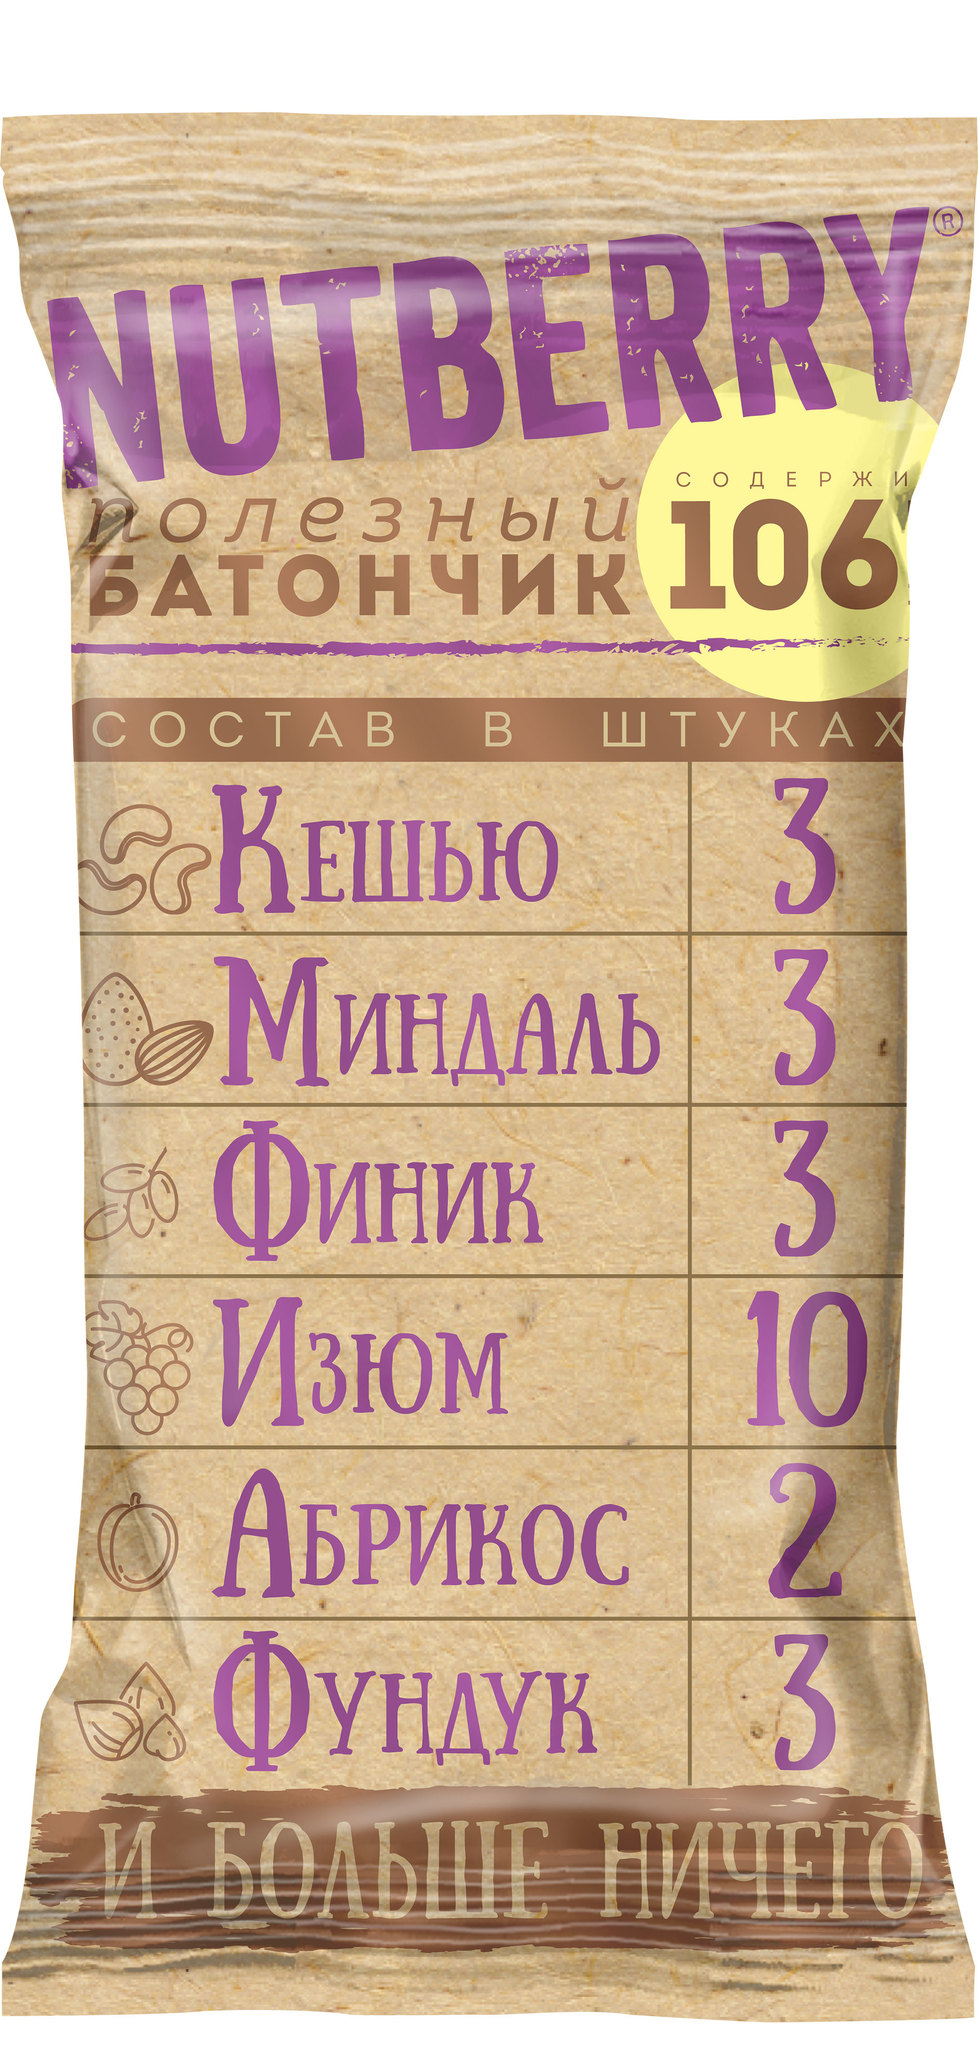 NUTBERRY®
полезный
БАТОНЧИК
СОДЕРЖИ
106
СОСТАВ В ШТУКАХ
Кешью 3
Миндаль 3
Финик 3
Изюм 10
Абрикос 2
Фундук 3
И БОЛЬШЕ НИЧЕГО